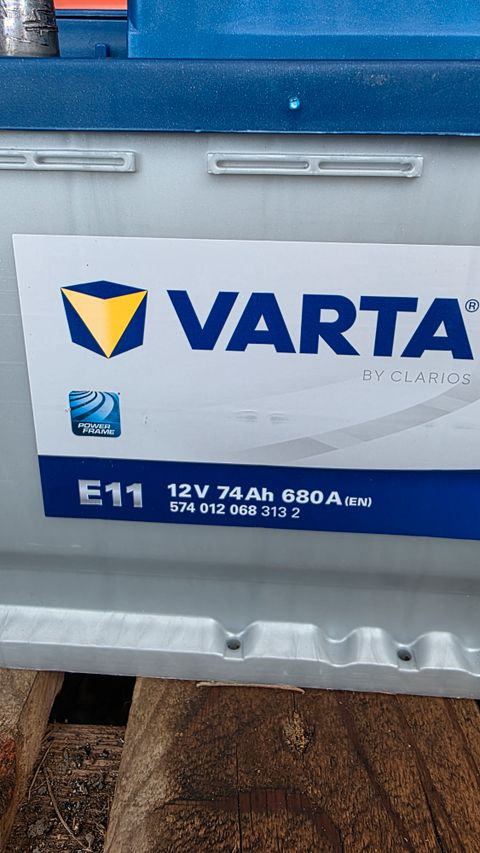 VARTA®
BY CLARIOS
POWER
FRAME
E11 12V 74Ah 680A (EN)
574 012 068 313 2